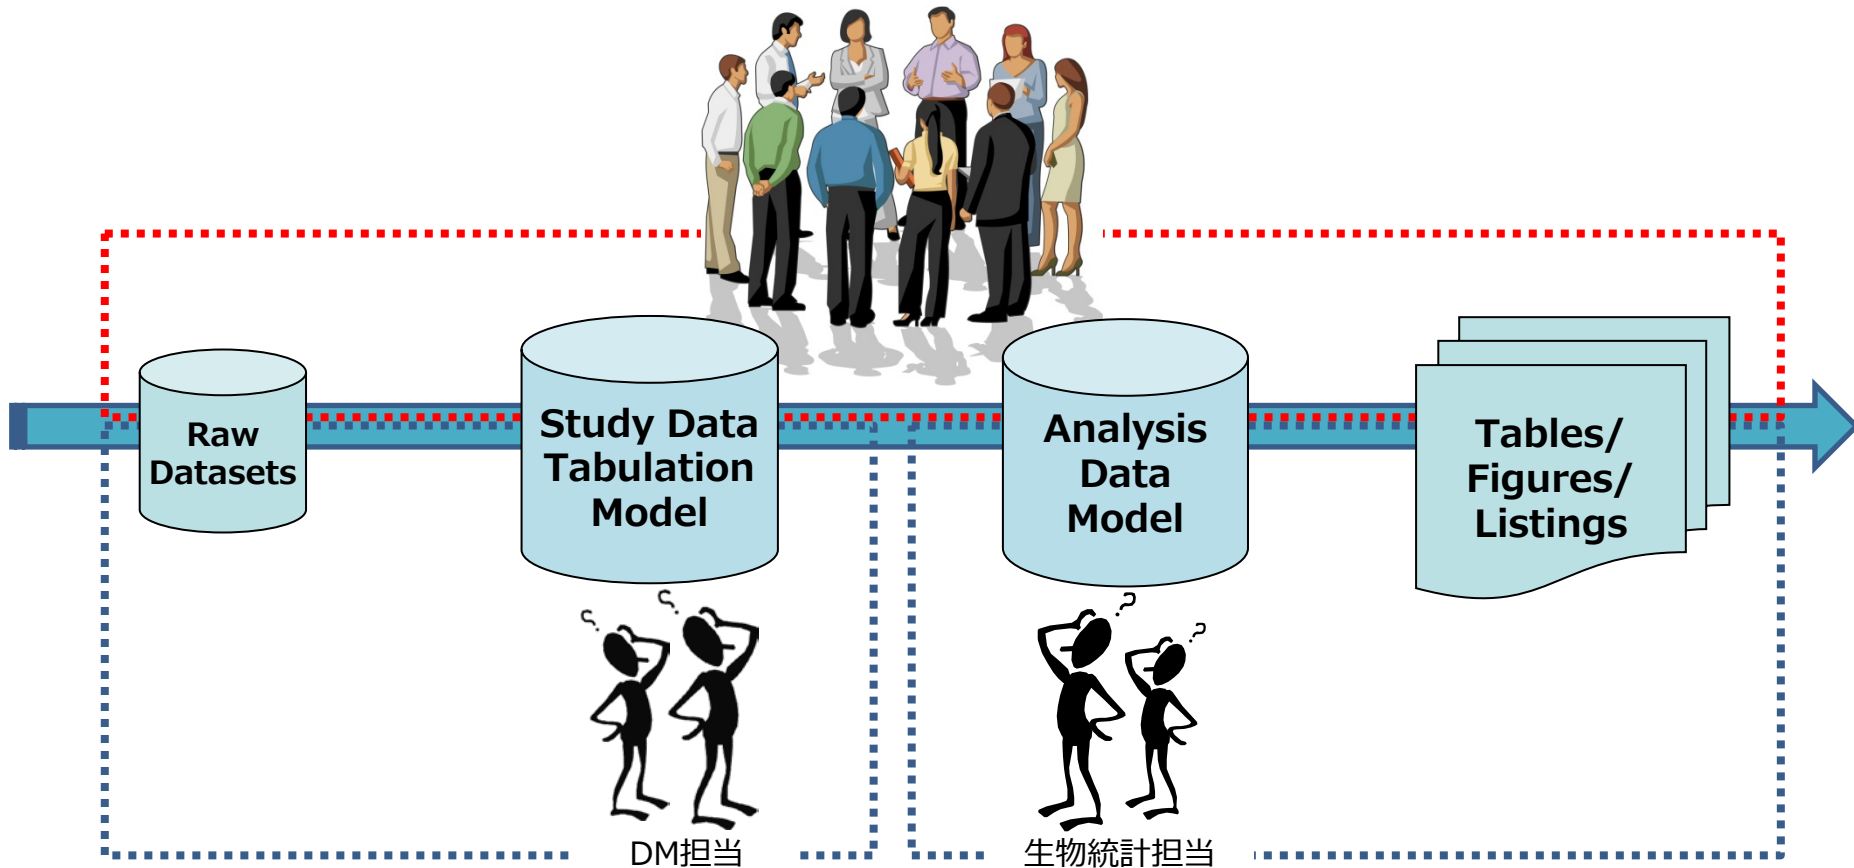 Raw
Datasets
Study Data
Tabulation
Model
Analysis
Data
Model
Tables/
Figures/
Listings
?
?
?
?
DM担当
生物統計担当